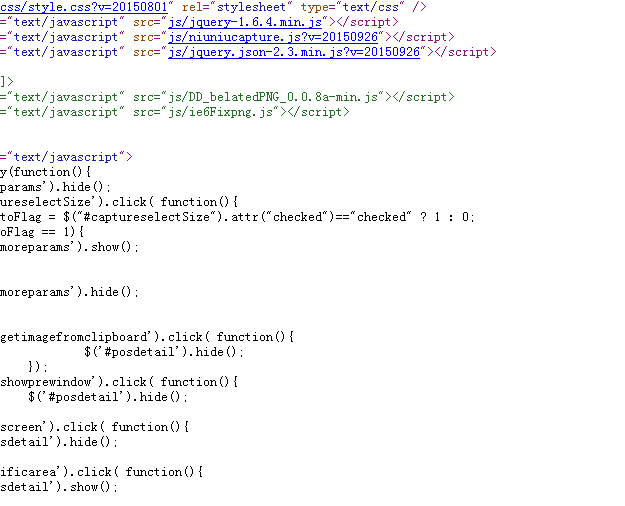 css/style.css?v=20150801" rel="stylesheet" type="text/css" />
="text/javascript" src="js/jquery-1.6.4.min.js"></script>
="text/javascript" src="js/niuniucapture.js?v=20150926"></script>
="text/javascript" src="js/jquery.json-2.3.min.js?v=20150926"></script>
]>
="text/javascript" src="js/DD_belatedPNG_0.0.8a-min.js"></script>
="text/javascript" src="js/ie6Fixpng.js"></script>
="text/javascript">
y(function(){
params').hide();
ureselectSize').click( function(){
toFlag = $("#captureselectSize").attr("checked")=="checked" ? 1 : 0;
oFlag == 1){
moreparams').show();
moreparams').hide();
getimagefromclipboard').click( function(){
$('#posdetail').hide();
});
showprewindow').click( function(){
$('#posdetail').hide();
screen').click( function(){
sdetail').hide();
ificarea').click( function(){
sdetail').show();